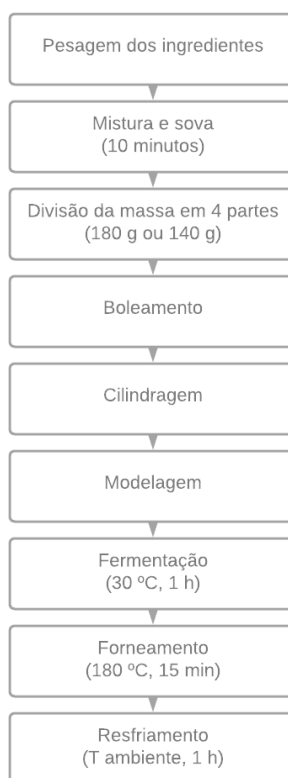 Pesagem dos ingredientes
Mistura e sova
(10 minutos)
Divisão da massa em 4 partes
(180 g ou 140 g)
Boleamento
Cilindragem
Modelagem
Fermentação
(30 ºC, 1 h)
Forneamento
(180 ºC, 15 min)
Resfriamento
(T ambiente, 1 h)